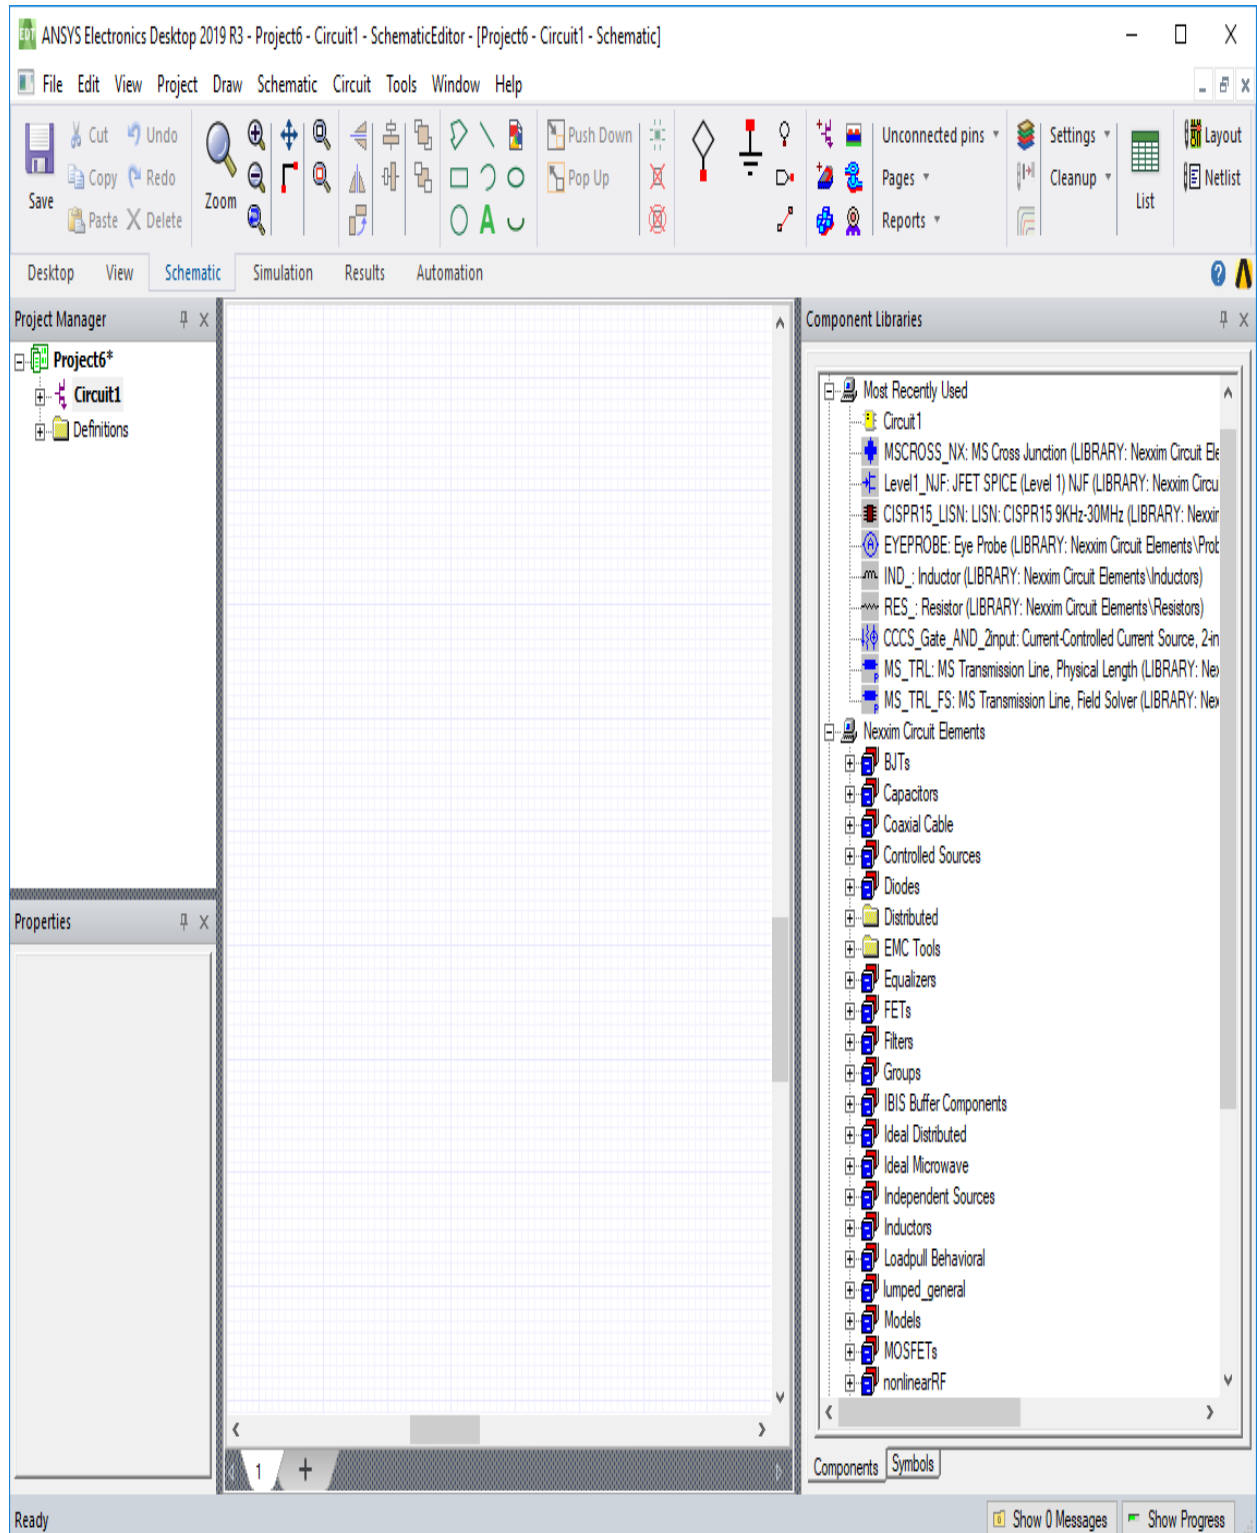 ANSYS Electronics Desktop 2019 R3 - Project6 - Circuit1 - SchematicEditor - [Project6 - Circuit1 - Schematic]
File Edit View Project Draw Schematic Circuit Tools Window Help
Save
Cut Undo
Copy Redo
Paste Delete
Zoom
Push Down
Pop Up
Unconnected pins
Pages
Reports
Settings
Cleanup
List
Layout
Netlist
Desktop View Schematic Simulation Results Automation
Project Manager
Project6*
Circuit1
Definitions
Properties
1 +
Component Libraries
Most Recently Used
Circuit1
MSCROSS_NX: MS Cross Junction (LIBRARY: Nexxim Circuit Ele
Level1_NJF: JFET SPICE (Level 1) NJF (LIBRARY: Nexxim Circu
CISPR15_LISN: LISN: CISPR15 9KHz-30MHz (LIBRARY: Nexxim
EYEPROBE: Eye Probe (LIBRARY: Nexxim Circuit Elements\Prob
IND_: Inductor (LIBRARY: Nexxim Circuit Elements\Inductors)
RES_: Resistor (LIBRARY: Nexxim Circuit Elements\Resistors)
CCCS_Gate_AND_2input: Current-Controlled Current Source, 2-in
MS_TRL: MS Transmission Line, Physical Length (LIBRARY: Nex
MS_TRL_FS: MS Transmission Line, Field Solver (LIBRARY: Nex
Nexxim Circuit Elements
BJTs
Capacitors
Coaxial Cable
Controlled Sources
Diodes
Distributed
EMC Tools
Equalizers
FETs
Filters
Groups
IBIS Buffer Components
Ideal Distributed
Ideal Microwave
Independent Sources
Inductors
Loadpull Behavioral
lumped_general
Models
MOSFETs
nonlinearRF
Components Symbols
Ready
Show 0 Messages Show Progress